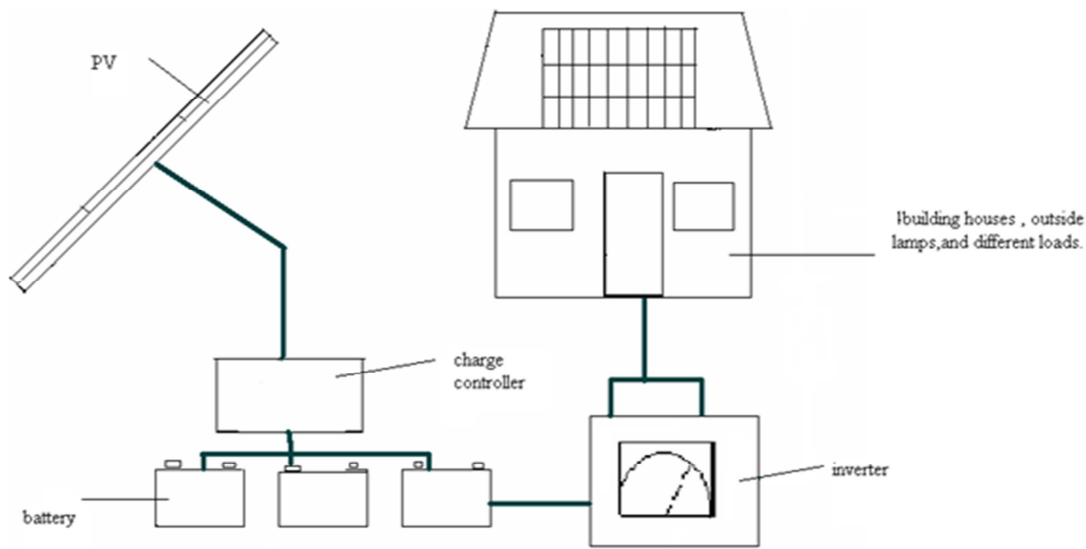 PV
building houses , outside
lamps,and different loads.
charge
controller
inverter
battery